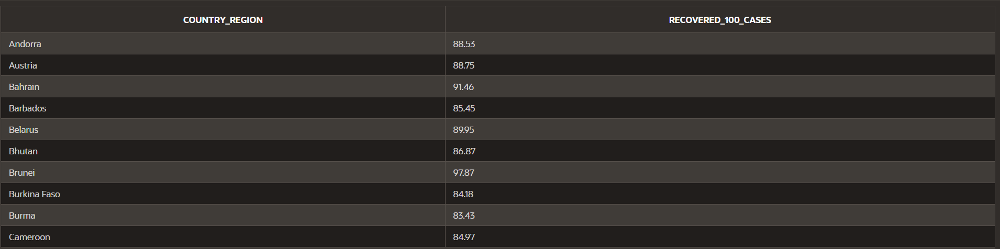 COUNTRY_REGION RECOVERED_100_CASES
Andorra 88.53
Austria 88.75
Bahrain 91.46
Barbados 85.45
Belarus 89.95
Bhutan 86.87
Brunei 97.87
Burkina Faso 84.18
Burma 83.43
Cameroon 84.97